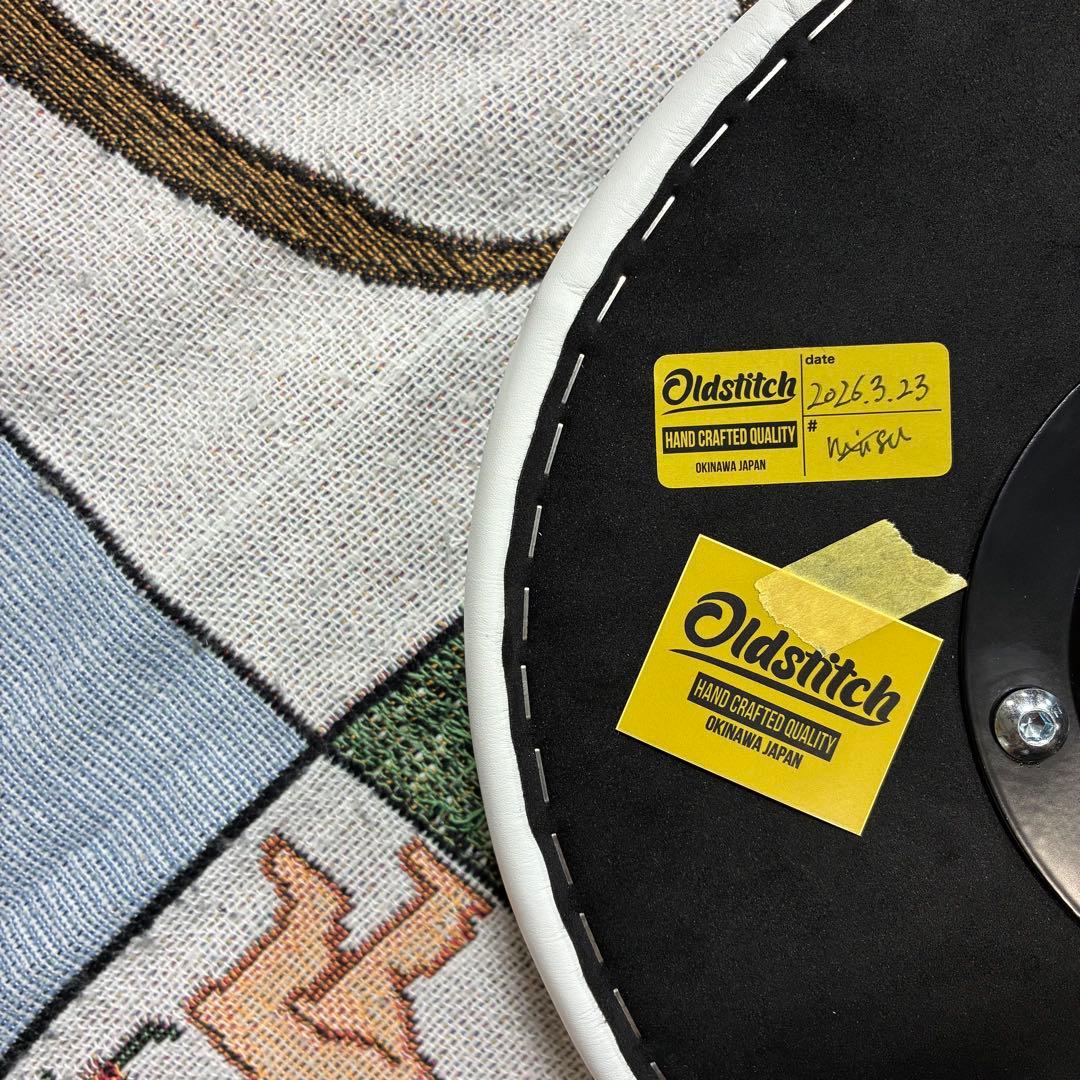 Oldstitch
HAND CRAFTED QUALITY
OKINAWA JAPAN
date
2026.3.23
#
Oldstitch
HAND CRAFTED QUALITY
OKINAWA JAPAN